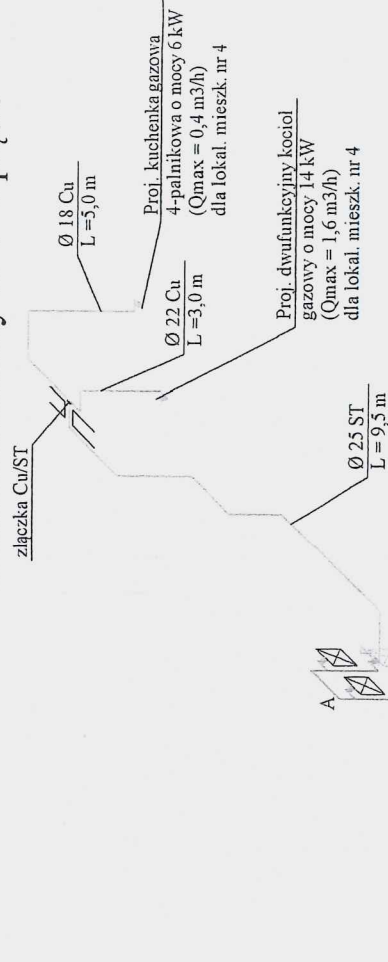 złączka Cu/ST
Ø 18 Cu
L =5,0 m
Proj. kuchenka gazowa
4-palnikowa o mocy 6 kW
(Qmax = 0,4 m3/h)
dla lokal. mieszk. nr 4
Ø 22 Cu
L =3,0 m
Proj. dwufunkcyjny kocioł
gazowy o mocy 14 kW
(Qmax = 1,6 m3/h)
dla lokal. mieszk. nr 4
Ø 25 ST
L = 9,5 m
A